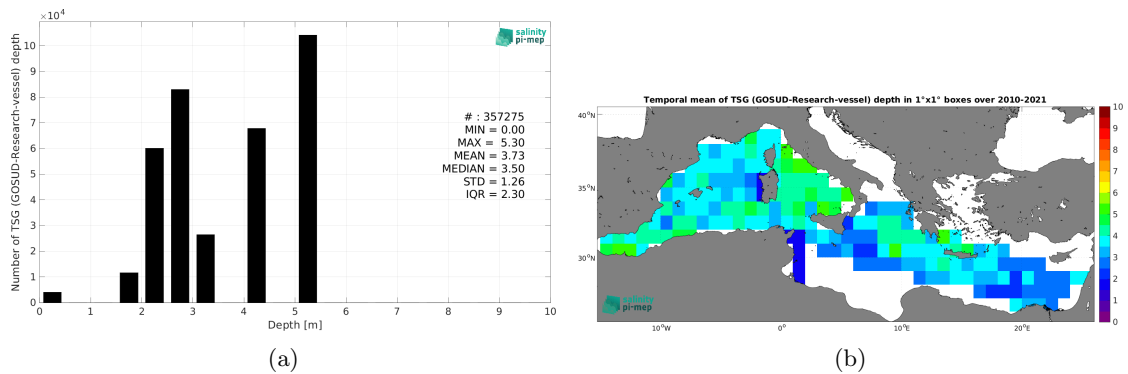 ×10⁴
10
9
8
7
6
5
4
3
2
1
0
Number of TSG (GOSUD-Research-vessel) depth
salinity
pi-mep
# : 357275
MIN = 0.00
MAX = 5.30
MEAN = 3.73
MEDIAN = 3.50
STD = 1.26
IQR = 2.30
0 1 2 3 4 5 6 7 8 9 10
Depth [m]
(a)
Temporal mean of TSG (GOSUD-Research-vessel) depth in 1°x1° boxes over 2010-2021
40°N
35°N
30°N
salinity
pi-mep
10°W 0° 10°E 20°E
10
9
8
7
6
5
4
3
2
1
0
(b)